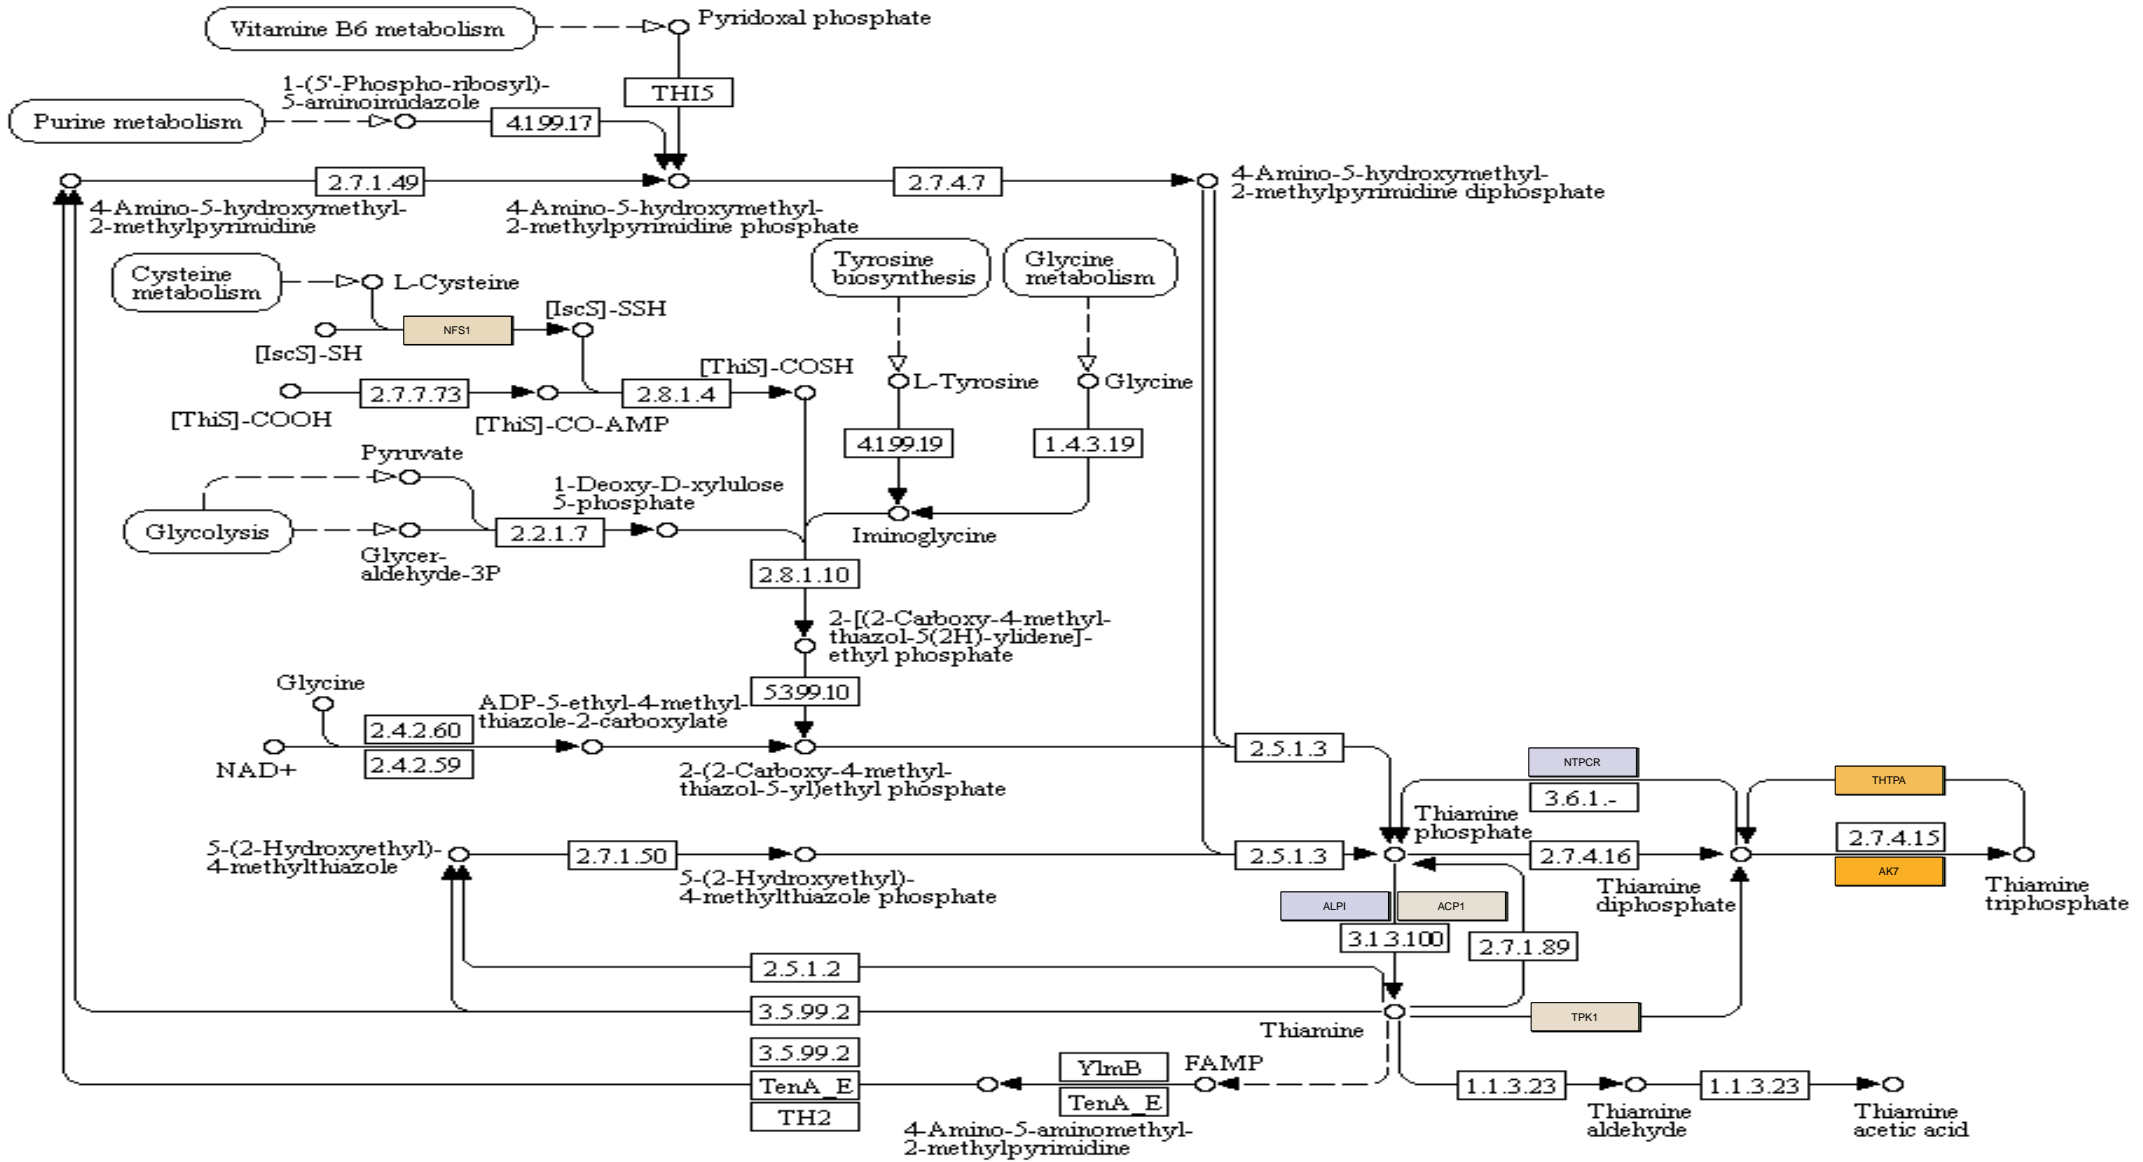 Vitamine B6 metabolism
Pyridoxal phosphate
1-(5'-Phospho-ribosyl)-
5-aminoimidazole
THI5
Purine metabolism
4.1.99.17
2.7.1.49
2.7.4.7
4-Amino-5-hydroxymethyl-
2-methylpyrimidine diphosphate
4-Amino-5-hydroxymethyl-
2-methylpyrimidine
4-Amino-5-hydroxymethyl-
2-methylpyrimidine phosphate
Cysteine
metabolism
L-Cysteine
Tyrosine
biosynthesis
Glycine
metabolism
[IscS]-SSH
NFS1
[IscS]-SH
[ThiS]-COSH
L-Tyrosine
Glycine
2.7.7.73
2.8.1.4
[ThiS]-COOH
[ThiS]-CO-AMP
4.1.99.19
1.4.3.19
Pyruvate
1-Deoxy-D-xylulose
5-phosphate
Glycolysis
2.2.1.7
Iminoglycine
Glycer-
aldehyde-3P
2.8.1.10
2-[(2-Carboxy-4-methyl-
thiazol-5(2H)-ylidene]-
ethyl phosphate
Glycine
5.3.99.10
ADP-5-ethyl-4-methyl-
thiazole-2-carboxylate
2.4.2.60
2.4.2.59
NAD+
2.5.1.3
2-(2-Carboxy-4-methyl-
thiazol-5-yl)ethyl phosphate
NTPCR
3.6.1.-
THTPA
Thiamine
phosphate
2.7.4.15
5-(2-Hydroxyethyl)-
4-methylthiazole
2.7.1.50
2.5.1.3
2.7.4.16
AK7
5-(2-Hydroxyethyl)-
4-methylthiazole phosphate
Thiamine
diphosphate
Thiamine
triphosphate
ALPI
ACP1
3.1.3.100
2.7.1.89
2.5.1.2
3.5.99.2
TPK1
Thiamine
3.5.99.2
TenA_E
TH2
YlmB
TenA_E
FAMP
1.1.3.23
1.1.3.23
4-Amino-5-aminomethyl-
2-methylpyrimidine
Thiamine
aldehyde
Thiamine
acetic acid